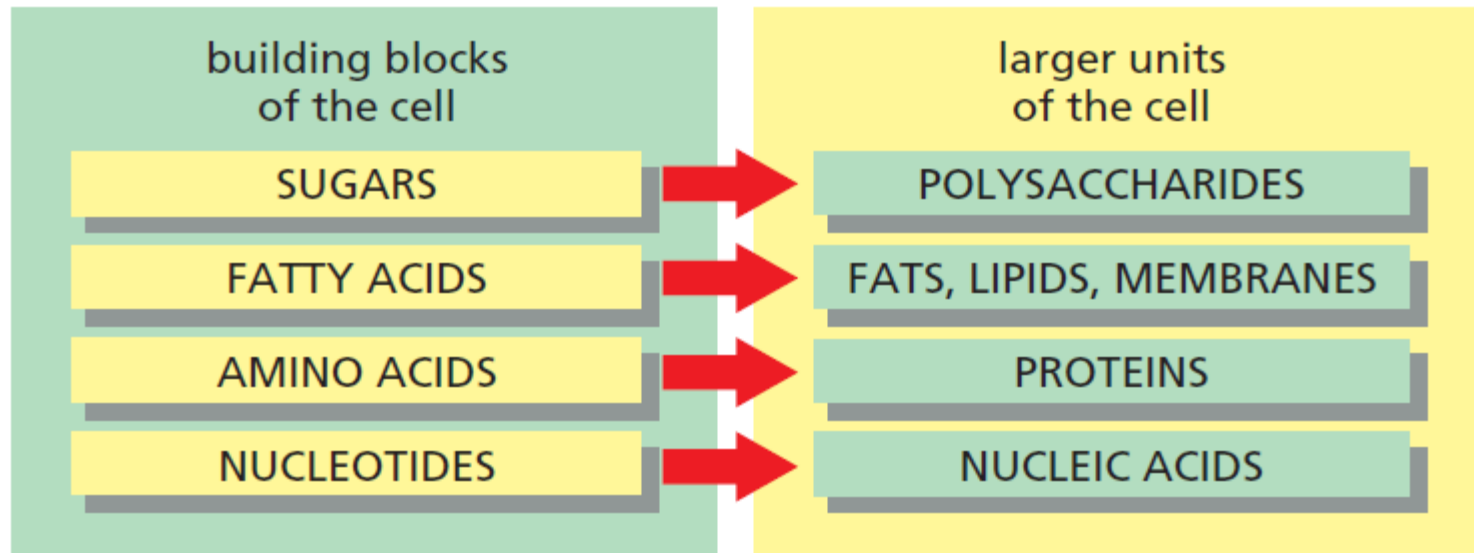 building blocks
of the cell
larger units
of the cell
SUGARS
POLYSACCHARIDES
FATTY ACIDS
FATS, LIPIDS, MEMBRANES
AMINO ACIDS
PROTEINS
NUCLEOTIDES
NUCLEIC ACIDS